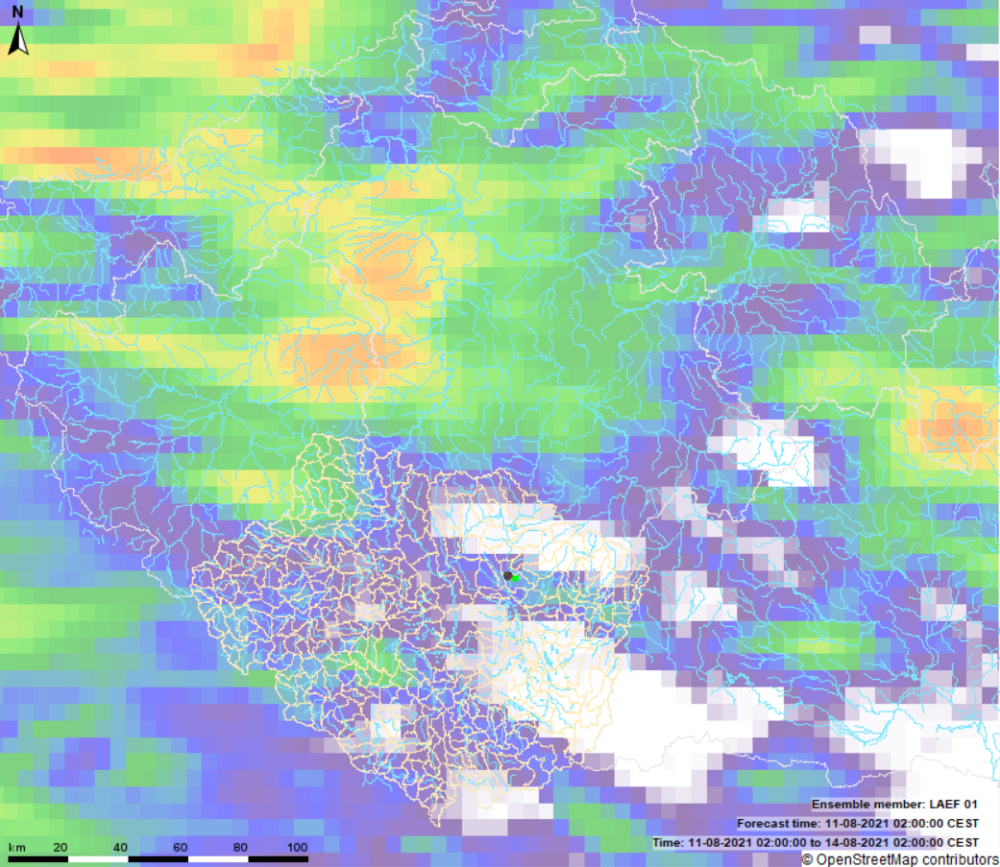 N
Ensemble member: LAEF 01
Forecast time: 11-08-2021 02:00:00 CEST
Time: 11-08-2021 02:00:00 to 14-08-2021 02:00:00 CEST
km 20 40 60 80 100
© OpenStreetMap contributors